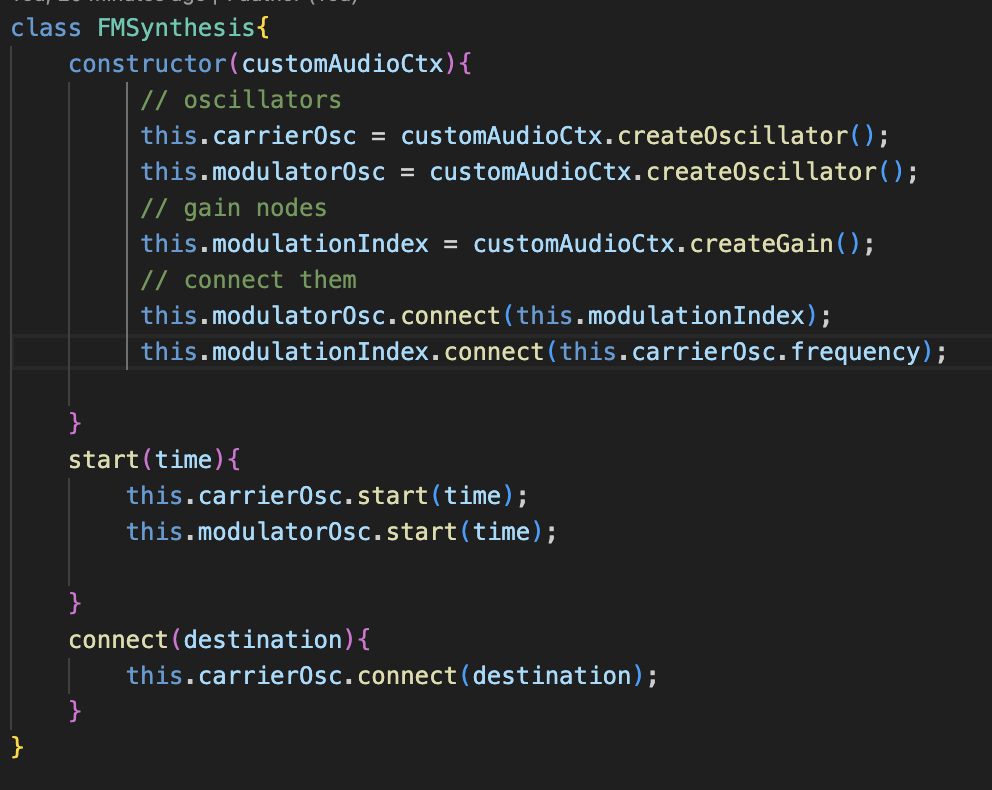 class FMSynthesis{
constructor(customAudioCtx){
// oscillators
this.carrierOsc = customAudioCtx.createOscillator();
this.modulatorOsc = customAudioCtx.createOscillator();
// gain nodes
this.modulationIndex = customAudioCtx.createGain();
// connect them
this.modulatorOsc.connect(this.modulationIndex);
this.modulationIndex.connect(this.carrierOsc.frequency);
}
start(time){
this.carrierOsc.start(time);
this.modulatorOsc.start(time);
}
connect(destination){
this.carrierOsc.connect(destination);
}
}